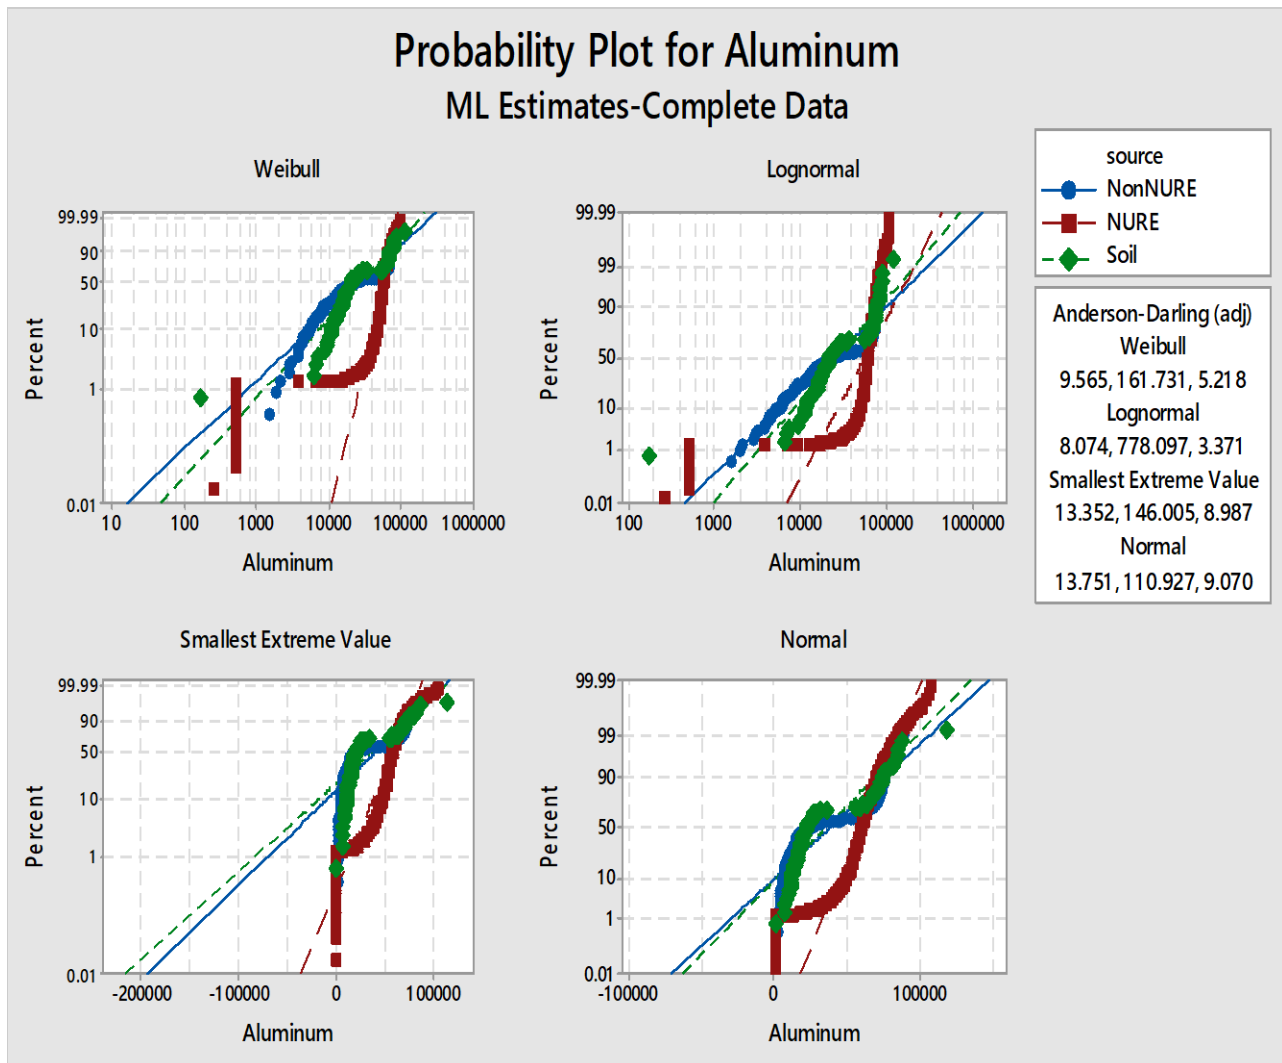 Probability Plot for Aluminum
ML Estimates-Complete Data
Weibull
99.99
90
50
10
1
0.01
10 100 1000 10000 100000 1000000
Percent
Aluminum
Lognormal
99.99
99
90
50
10
1
0.01
100 1000 10000 100000 1000000
Percent
Aluminum
source
NonNURE
NURE
Soil
Anderson-Darling (adj)
Weibull
9.565, 161.731, 5.218
Lognormal
8.074, 778.097, 3.371
Smallest Extreme Value
13.352, 146.005, 8.987
Normal
13.751, 110.927, 9.070
Smallest Extreme Value
99.99
90
50
10
1
0.01
-200000 -100000 0 100000
Percent
Aluminum
Normal
99.99
99
90
50
10
1
0.01
-100000 0 100000
Percent
Aluminum